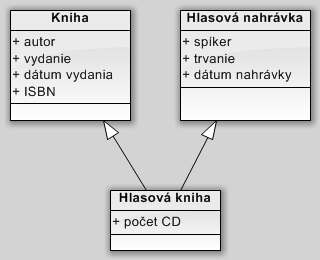 Kniha
+ autor
+ vydanie
+ dátum vydania
+ ISBN
Hlasová nahrávka
+ spíker
+ trvanie
+ dátum nahrávky
Hlasová kniha
+ počet CD